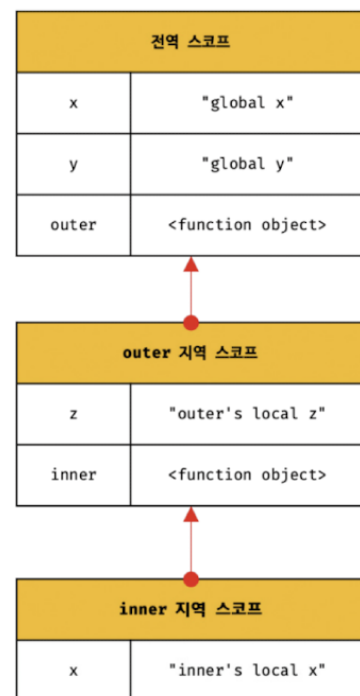 전역 스코프
x "global x"
y "global y"
outer <function object>
outer 지역 스코프
z "outer's local z"
inner <function object>
inner 지역 스코프
x "inner's local x"